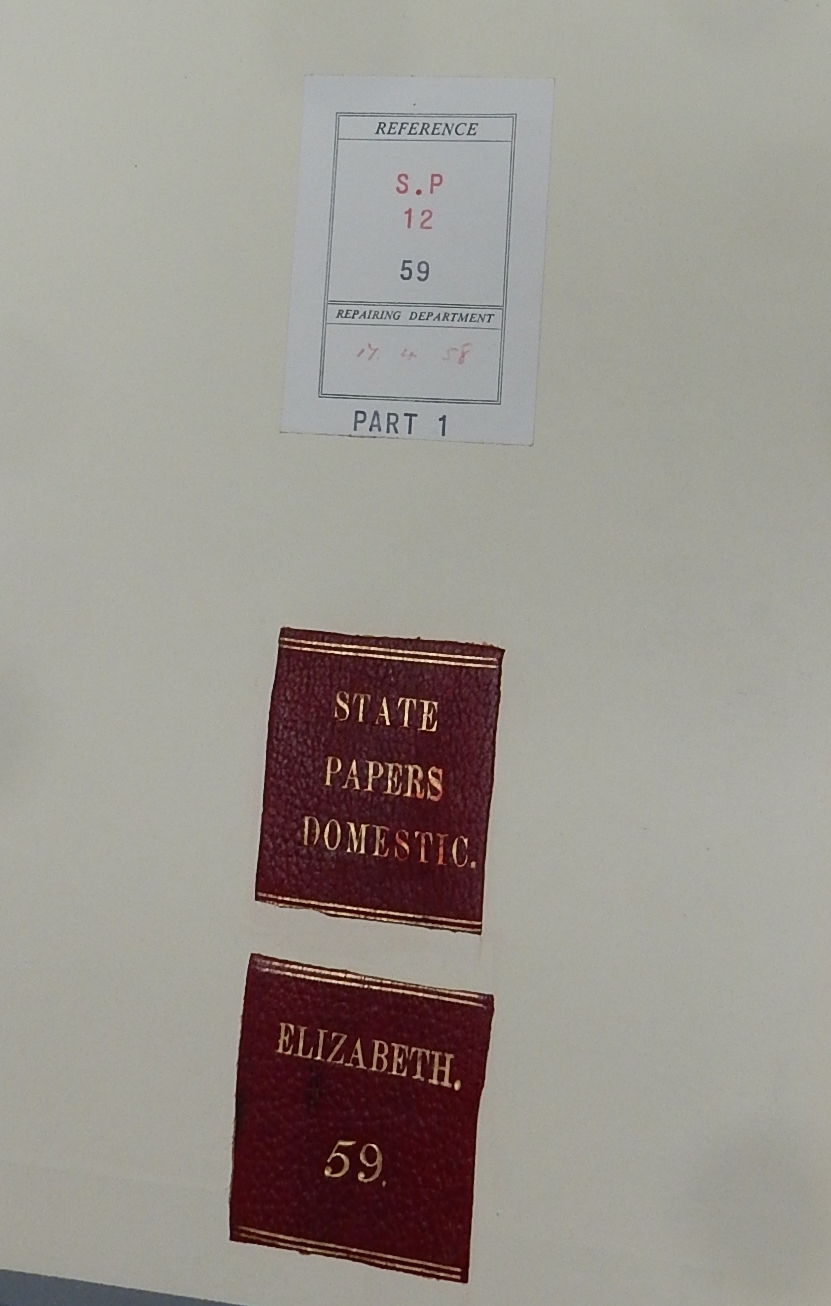 REFERENCE
S.P
12
59
REPAIRING DEPARTMENT
17. 4 58
PART 1
STATE
PAPERS
DOMESTIC.
ELIZABETH.
59.